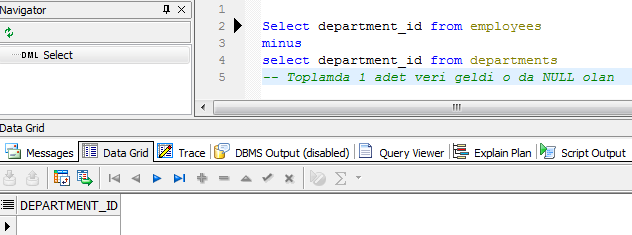 Navigator
DML Select
1
2 Select department_id from employees
3 minus
4 select department_id from departments
5 -- Toplamda 1 adet veri geldi o da NULL olan
Data Grid
Messages Data Grid Trace DBMS Output (disabled) Query Viewer Explain Plan Script Output
DEPARTMENT_ID